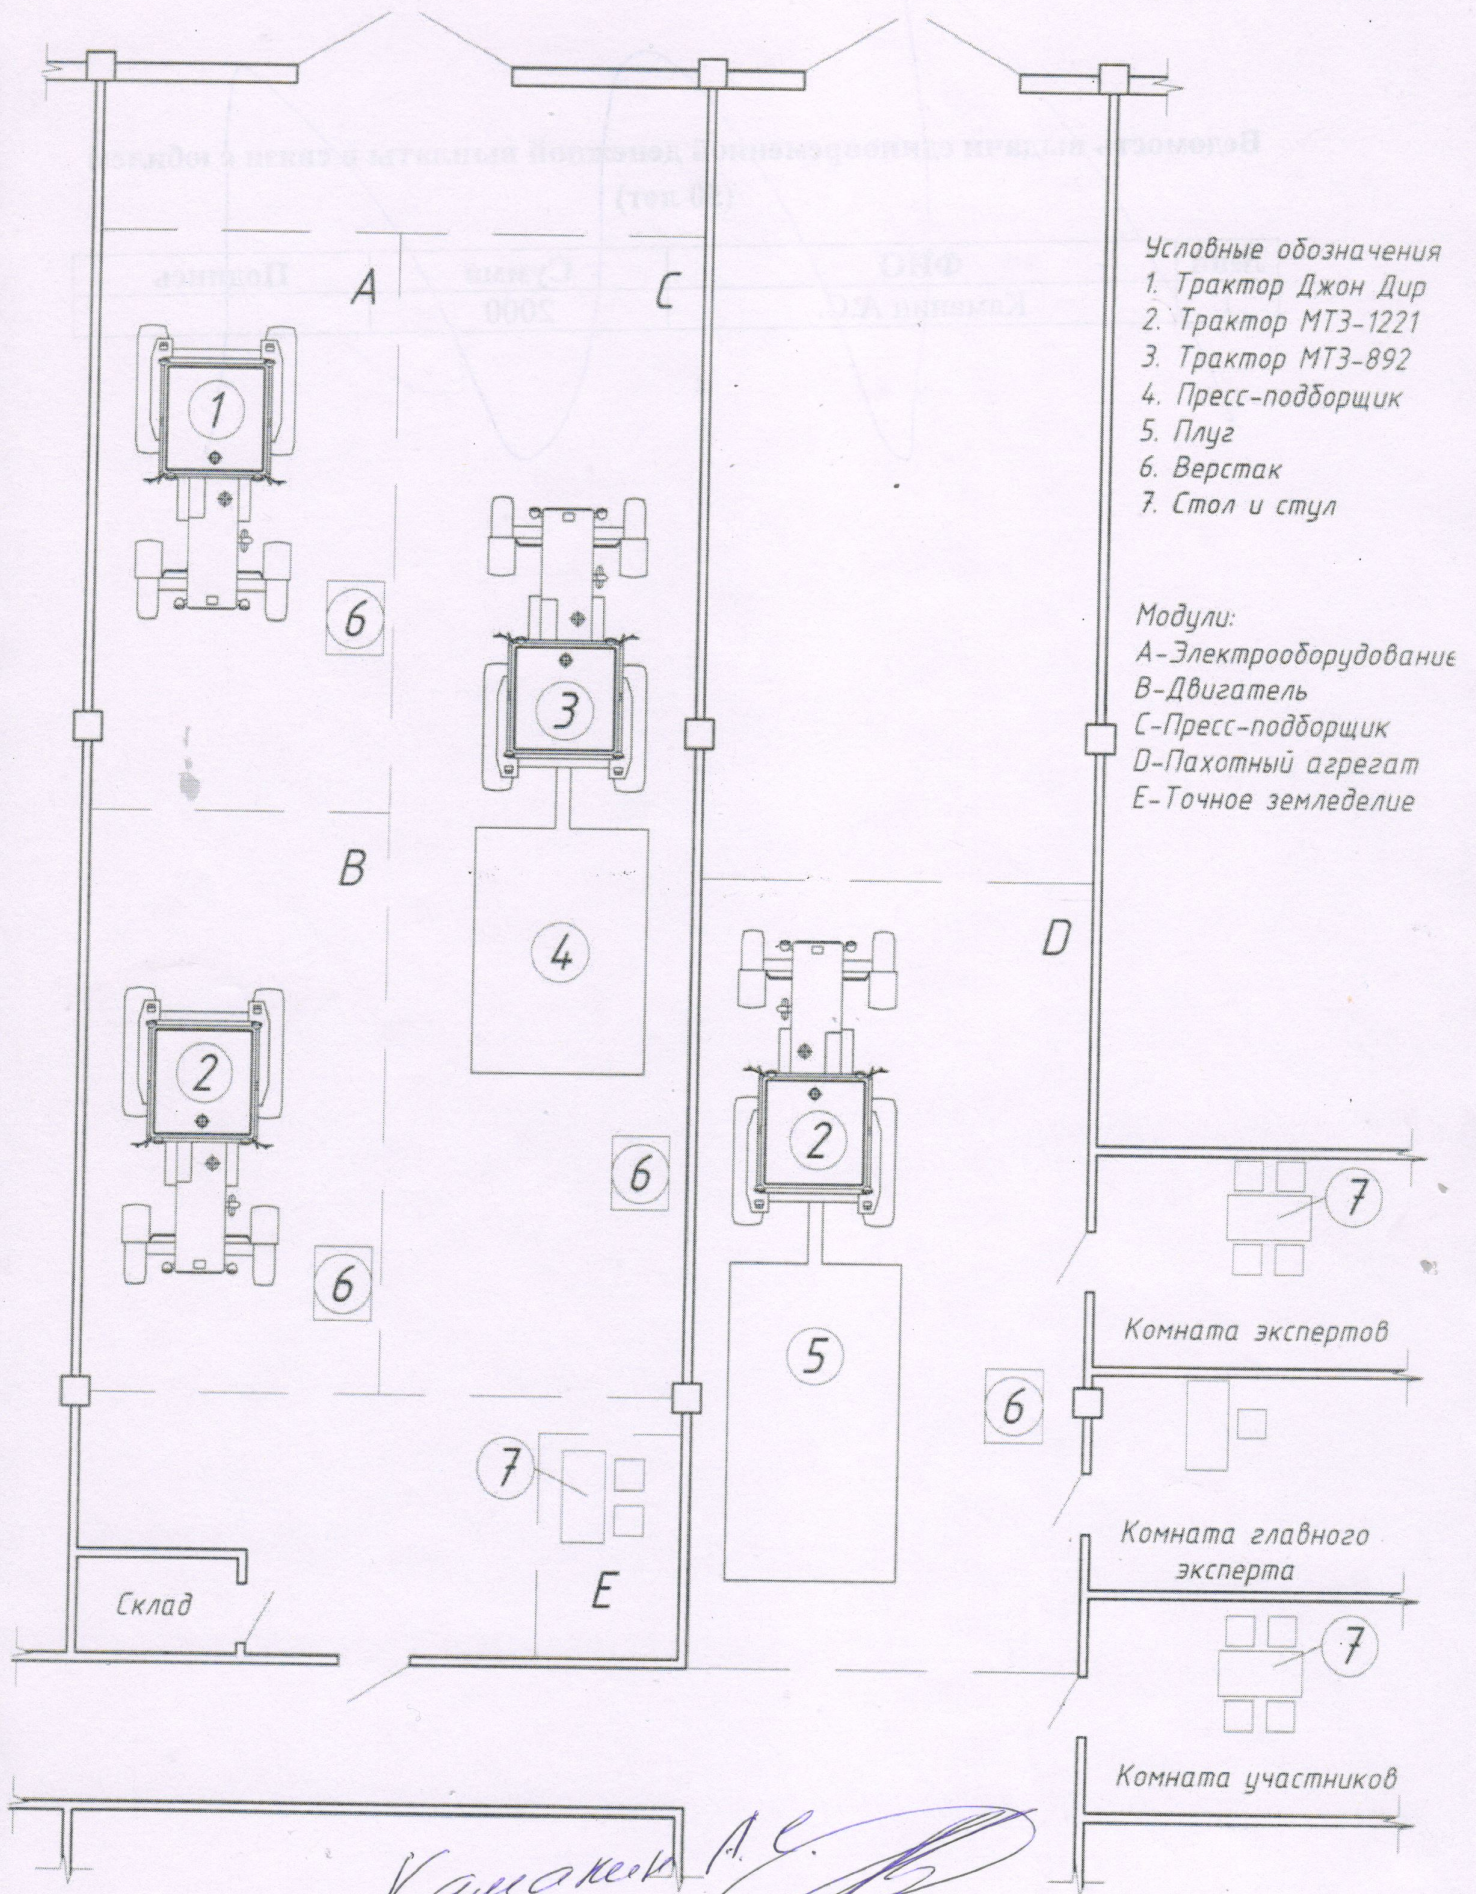 A
C
1
3
6
B
4
2
6
6
D
2
5
6
7
E
Склад
Условные обозначения
1. Трактор Джон Дир
2. Трактор МТЗ-1221
3. Трактор МТЗ-892
4. Пресс-подборщик
5. Плуг
6. Верстак
7. Стол и стул
Модули:
А-Электрооборудование
В-Двигатель
С-Пресс-подборщик
D-Пахотный агрегат
Е-Точное земледелие
7
Комната экспертов
Комната главного
эксперта
7
Комната участников
Камакин А.С.